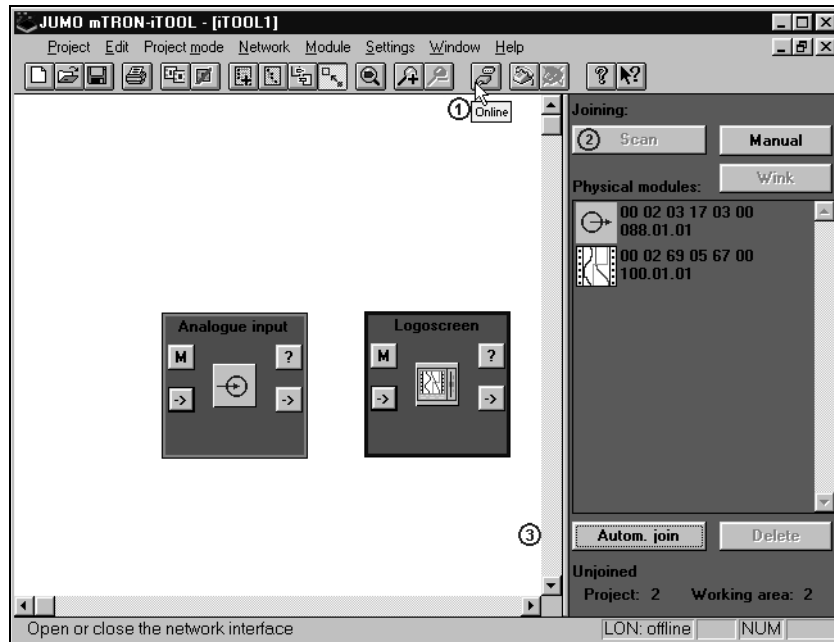 JUMO mTRON-iTOOL - [iTOOL1]
Project Edit Project mode Network Module Settings Window Help
1 Online
Joining:
2 Scan Manual
Wink
Physical modules:
00 02 03 17 03 00
088.01.01
00 02 69 05 67 00
100.01.01
Analogue input Logoscreen
M ? M ?
-> -> -> ->
3 Autom. join Delete
Unjoined
Project: 2 Working area: 2
Open or close the network interface LON: offline NUM